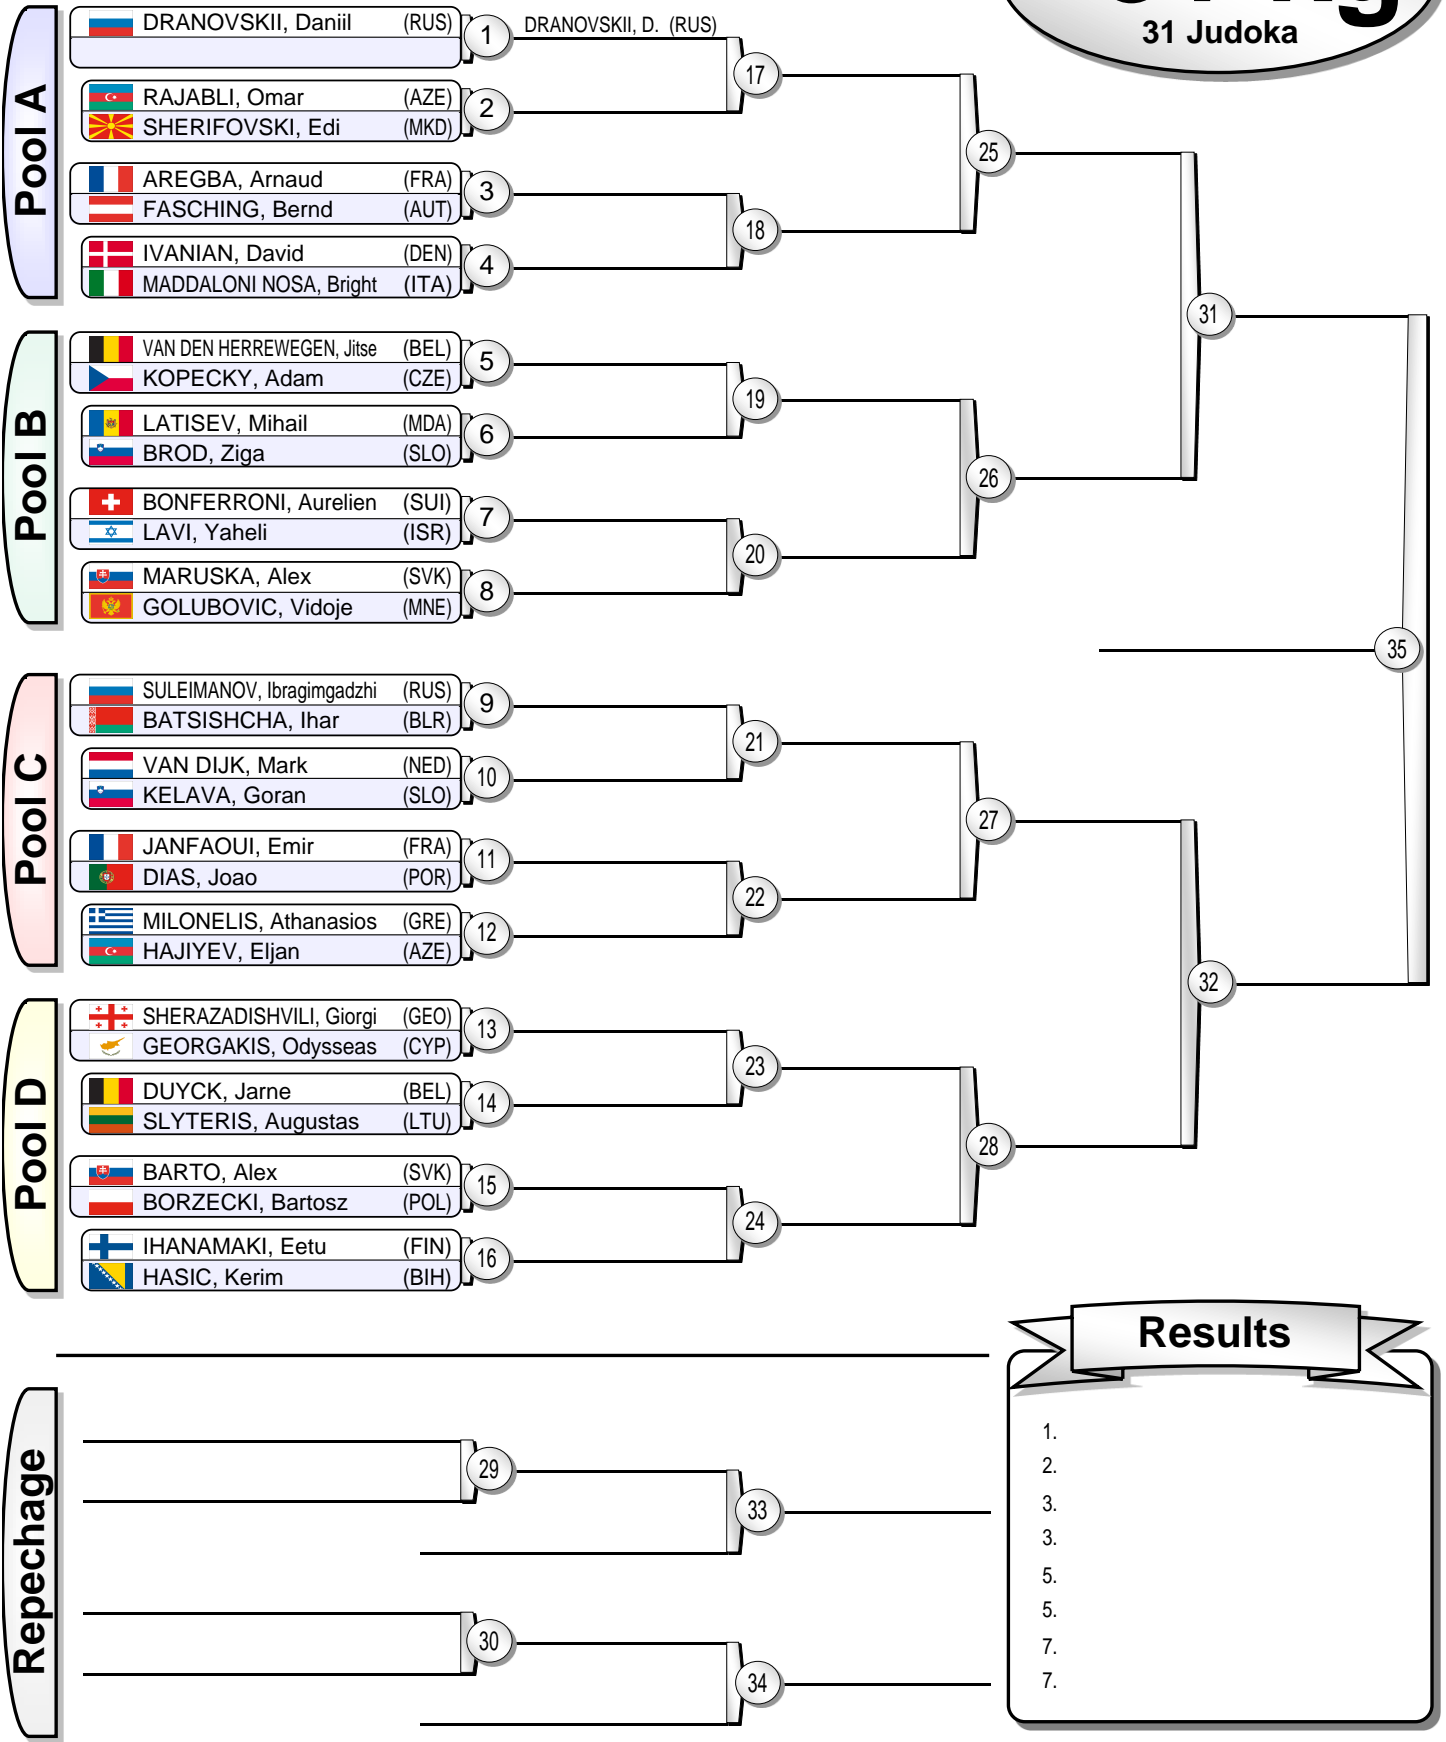 31 Judoka
Pool A
DRANOVSKII, Daniil (RUS)
1
DRANOVSKII, D. (RUS)
17
RAJABLI, Omar (AZE)
2
SHERIFOVSKI, Edi (MKD)
25
AREGBA, Arnaud (FRA)
3
FASCHING, Bernd (AUT)
18
IVANIAN, David (DEN)
4
MADDALONI NOSA, Bright (ITA)
31
Pool B
VAN DEN HERREWEGEN, Jitse (BEL)
5
KOPECKY, Adam (CZE)
19
LATISEV, Mihail (MDA)
6
BROD, Ziga (SLO)
26
BONFERRONI, Aurelien (SUI)
7
LAVI, Yaheli (ISR)
20
MARUSKA, Alex (SVK)
8
GOLUBOVIC, Vidoje (MNE)
35
Pool C
SULEIMANOV, Ibragimgadzhi (RUS)
9
BATSISHCHA, Ihar (BLR)
21
VAN DIJK, Mark (NED)
10
KELAVA, Goran (SLO)
27
JANFAOUI, Emir (FRA)
11
DIAS, Joao (POR)
22
MILONELIS, Athanasios (GRE)
12
HAJIYEV, Eljan (AZE)
32
Pool D
SHERAZADISHVILI, Giorgi (GEO)
13
GEORGAKIS, Odysseas (CYP)
23
DUYCK, Jarne (BEL)
14
SLYTERIS, Augustas (LTU)
28
BARTO, Alex (SVK)
15
BORZECKI, Bartosz (POL)
24
IHANAMAKI, Eetu (FIN)
16
HASIC, Kerim (BIH)
Repechage
29
33
30
34
Results
1.
2.
3.
3.
5.
5.
7.
7.